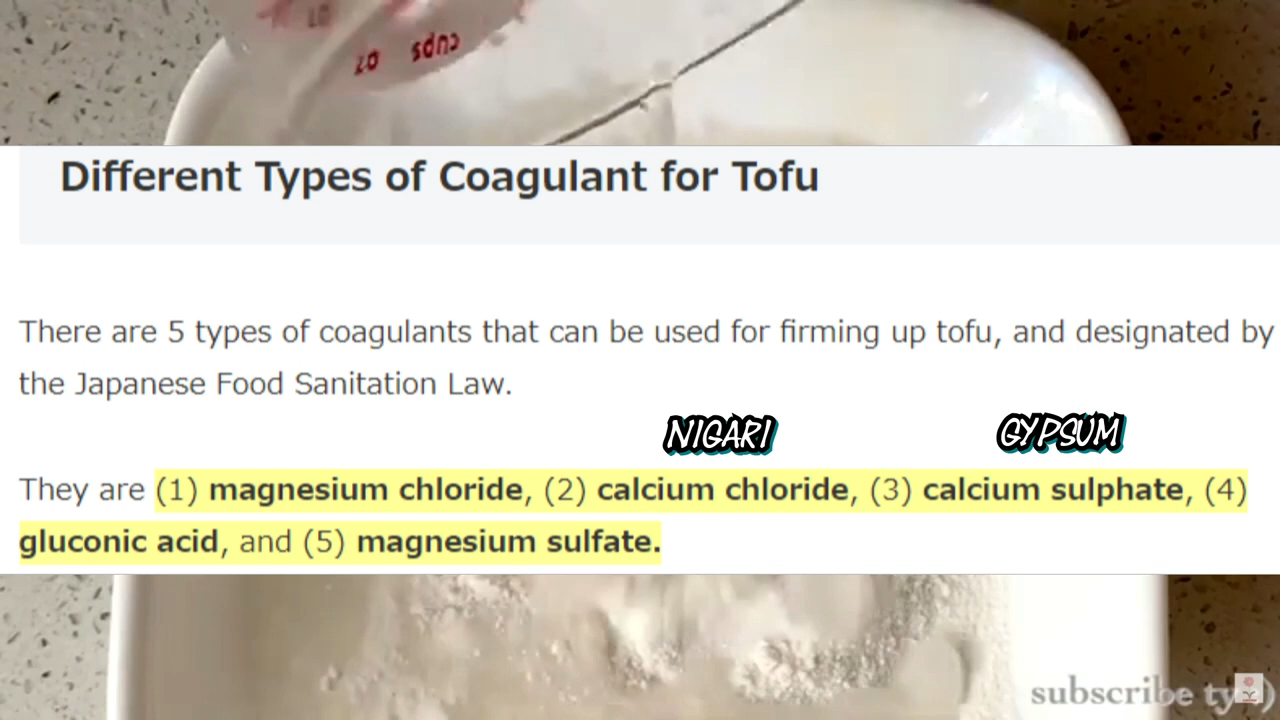 cups
Different Types of Coagulant for Tofu
There are 5 types of coagulants that can be used for firming up tofu, and designated by
the Japanese Food Sanitation Law.
NIGARI GYPSUM
They are (1) magnesium chloride, (2) calcium chloride, (3) calcium sulphate, (4)
gluconic acid, and (5) magnesium sulfate.
subscribe